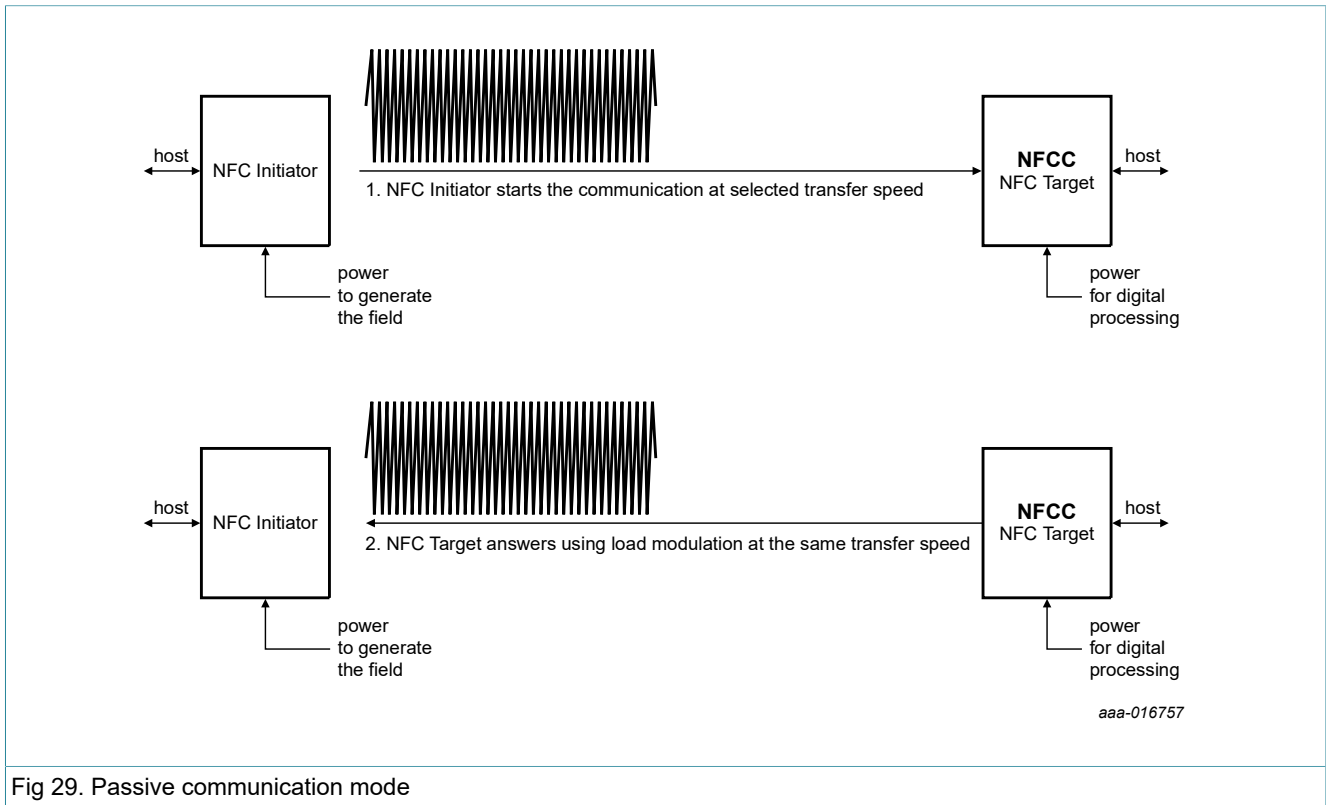 host
NFC Initiator
1. NFC Initiator starts the communication at selected transfer speed
NFCC
NFC Target
host
power
to generate
the field
power
for digital
processing
host
NFC Initiator
2. NFC Target answers using load modulation at the same transfer speed
NFCC
NFC Target
host
power
to generate
the field
power
for digital
processing
aaa-016757
Fig 29. Passive communication mode